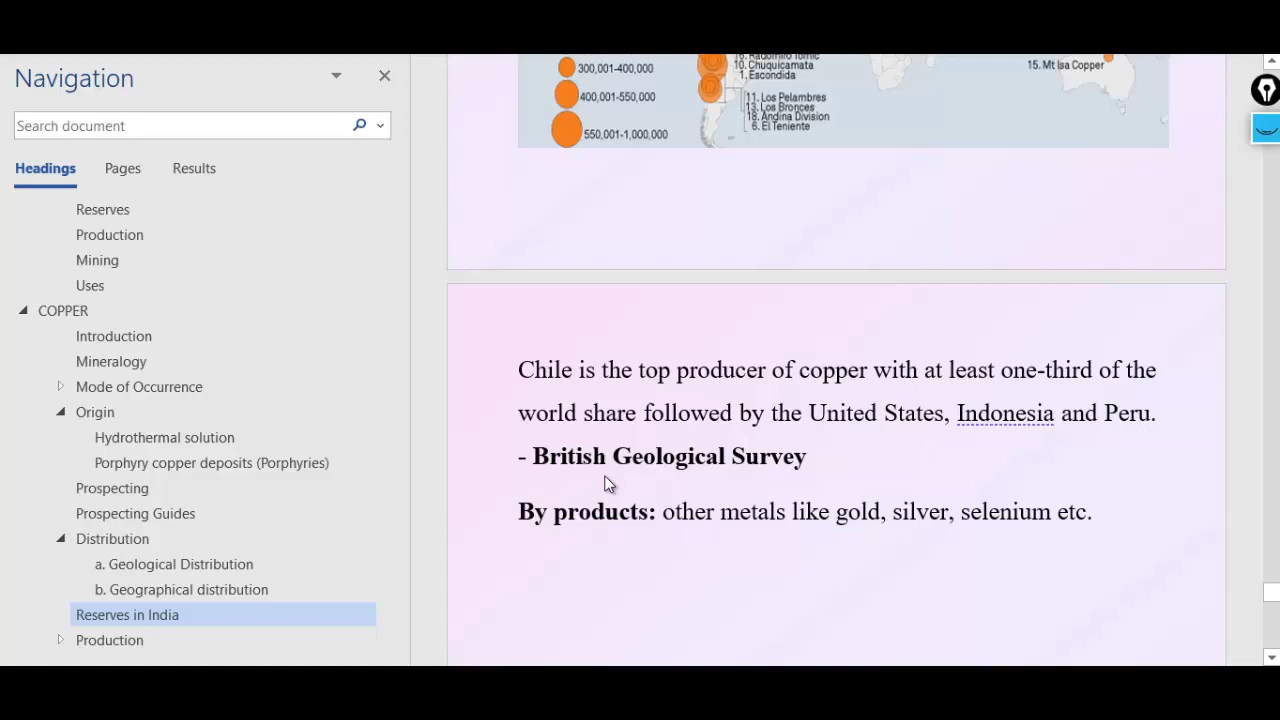 Navigation
Search document
Headings Pages Results
Reserves
Production
Mining
Uses
COPPER
Introduction
Mineralogy
Mode of Occurrence
Origin
Hydrothermal solution
Porphyry copper deposits (Porphyries)
Prospecting
Prospecting Guides
Distribution
a. Geological Distribution
b. Geographical distribution
Reserves in India
Production
300,001-400,000
400,001-550,000
550,001-1,000,000
16. Radomiro Tomic
10. Chuquicamata
1. Escondida
11. Los Pelambres
13. Los Bronces
18. Andina Division
6. El Teniente
15. Mt Isa Copper
Chile is the top producer of copper with at least one-third of the
world share followed by the United States, Indonesia and Peru.
- British Geological Survey
By products: other metals like gold, silver, selenium etc.